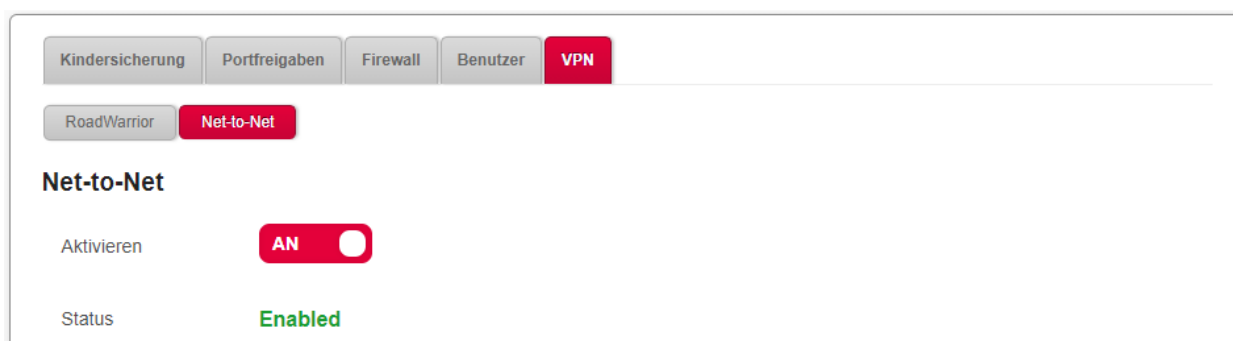 Kindersicherung Portfreigaben Firewall Benutzer VPN
RoadWarrior Net-to-Net
Net-to-Net
Aktivieren AN
Status Enabled